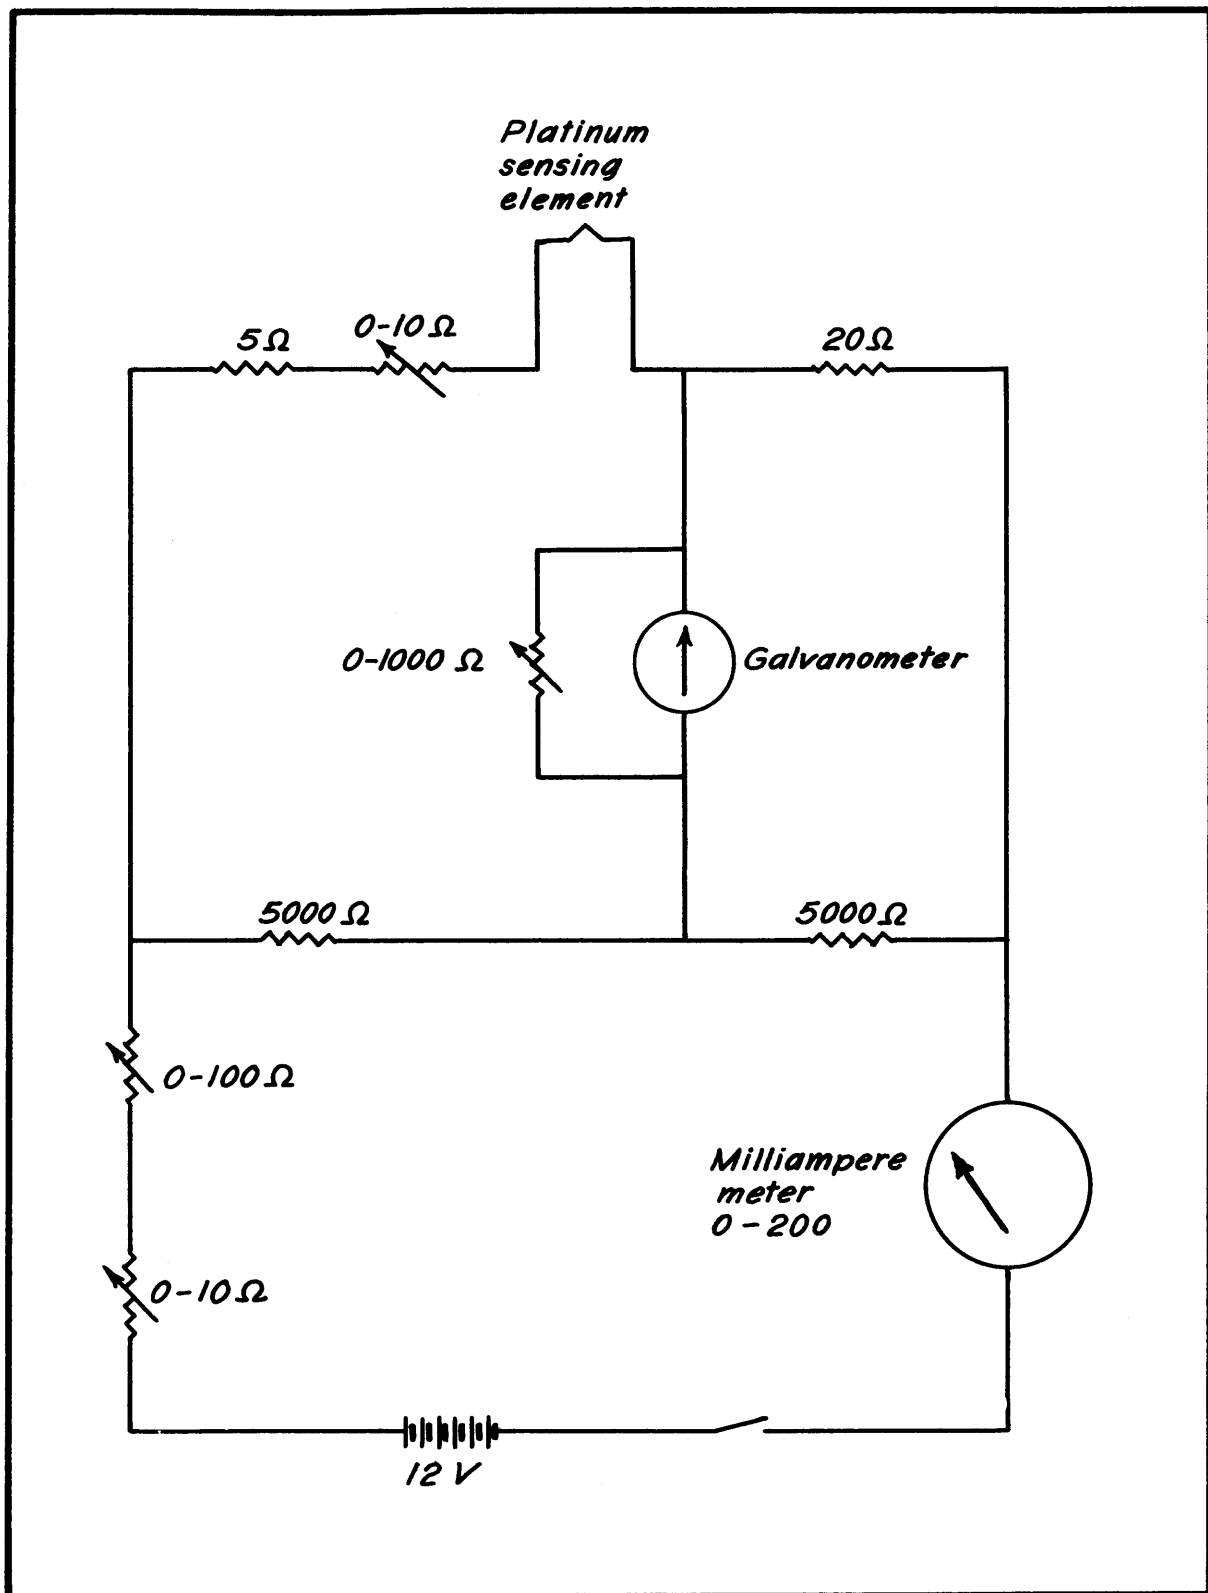 Platinum
sensing
element
5Ω
0-10Ω
20Ω
0-1000 Ω
Galvanometer
5000Ω
5000Ω
0-100Ω
Milliampere
meter
0-200
0-10Ω
12 V